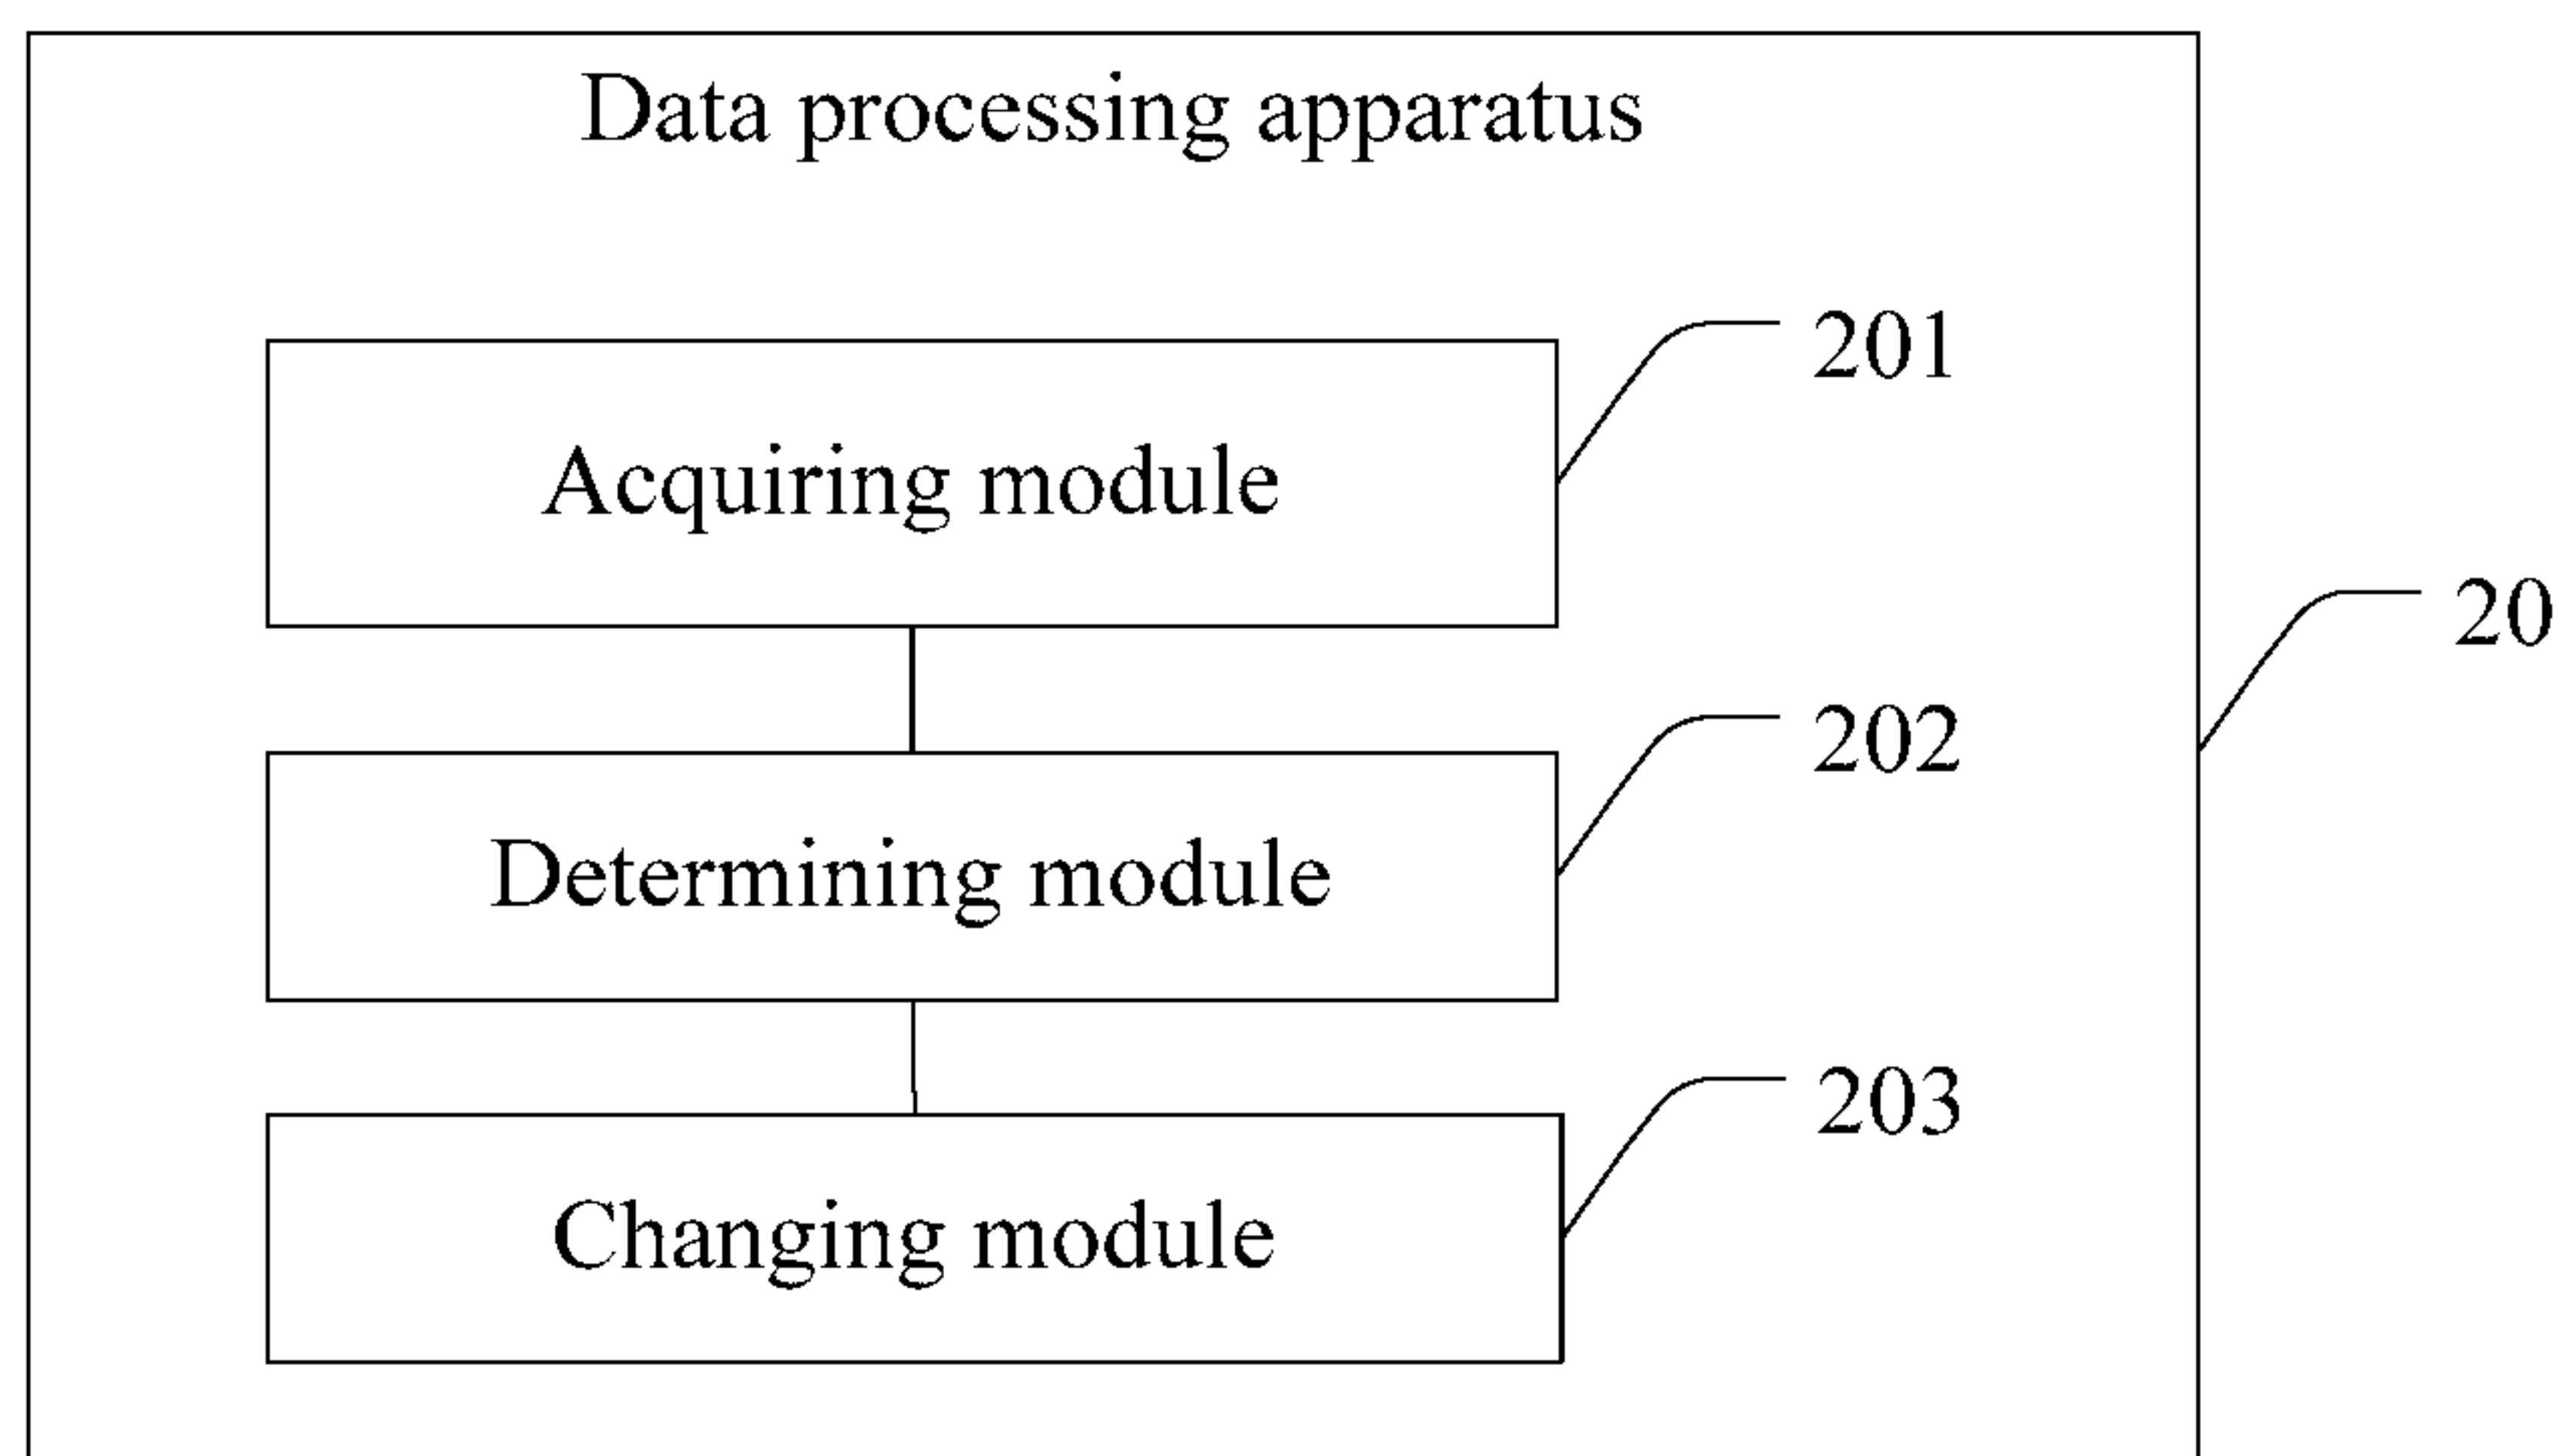 Data processing apparatus
201
Acquiring module
20
202
Determining module
203
Changing module